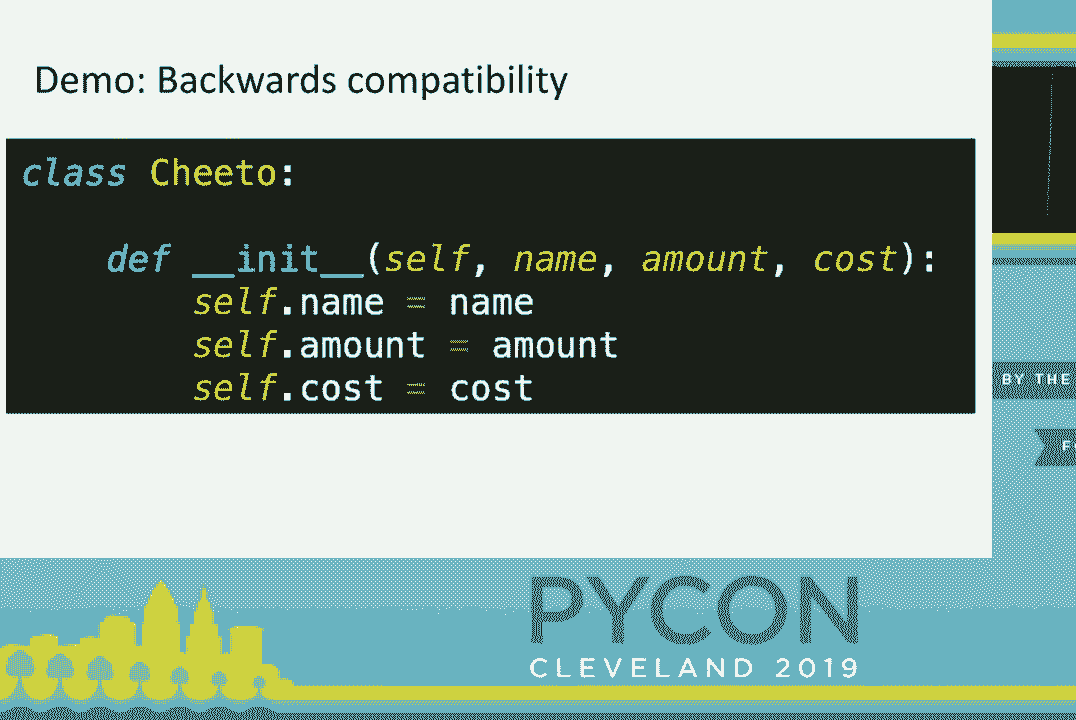 Demo: Backwards compatibility
class Cheeto:
    def __init__(self, name, amount, cost):
        self.name = name
        self.amount = amount
        self.cost = cost
BY THE
PYCON
CLEVELAND 2019